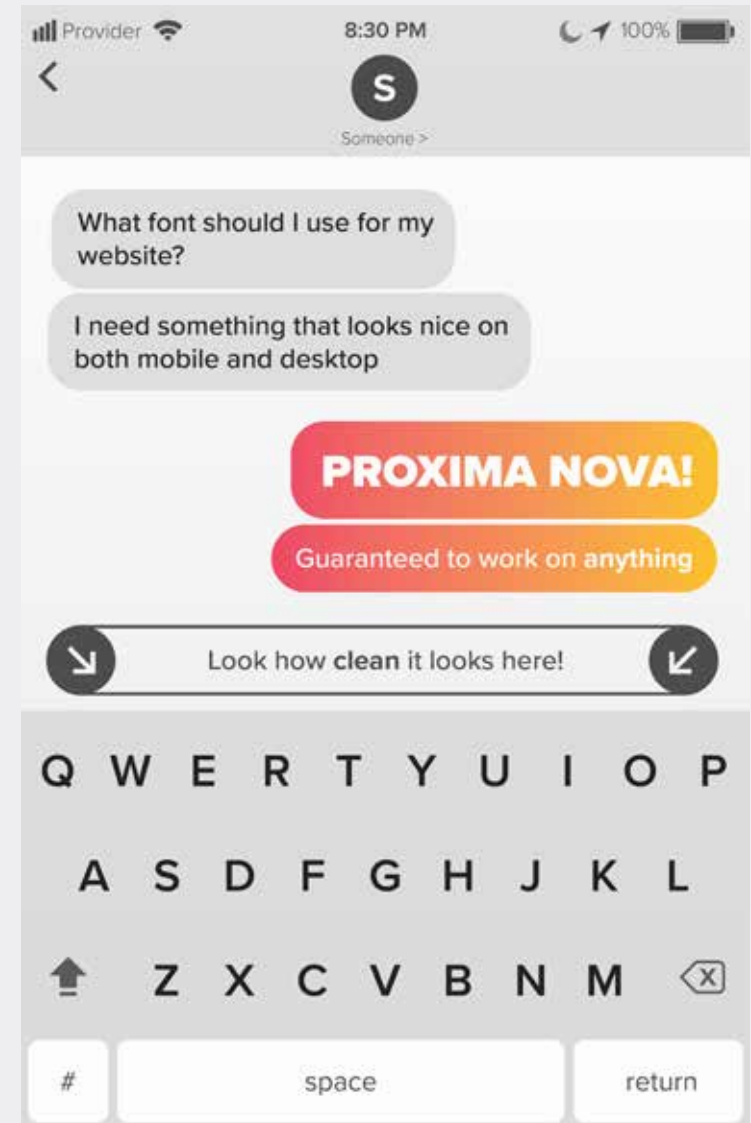 Provider 8:30 PM 100%
S
Someone >
What font should I use for my
website?
I need something that looks nice on
both mobile and desktop
PROXIMA NOVA!
Guaranteed to work on anything
Look how clean it looks here!
Q W E R T Y U I O P
A S D F G H J K L
Z X C V B N M X
# space return